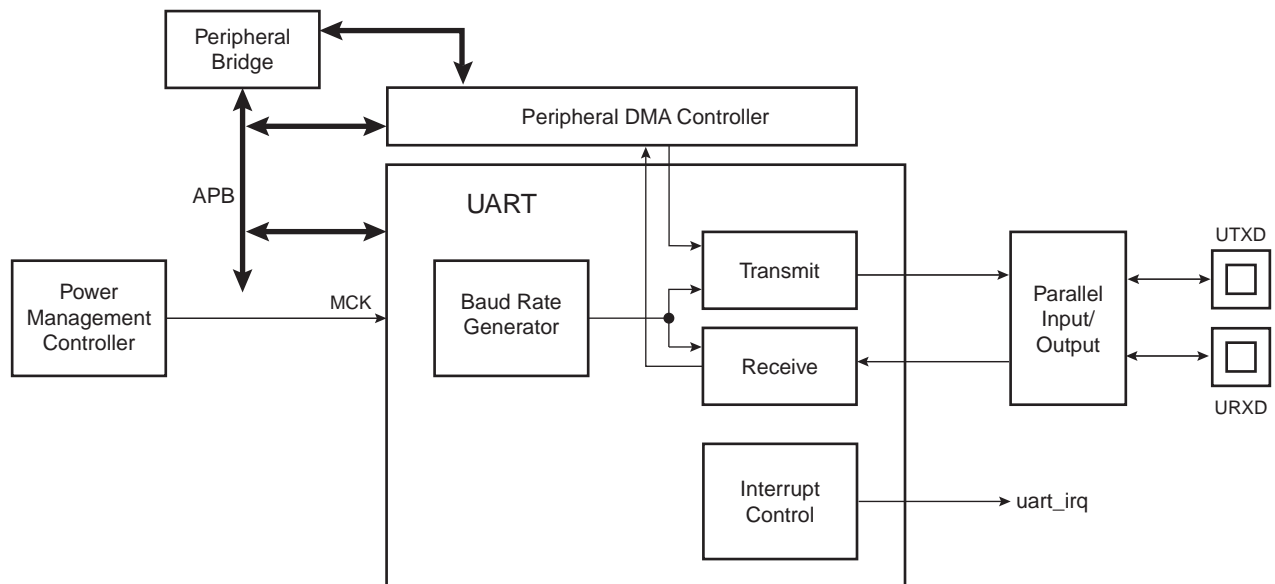 Peripheral
Bridge
Peripheral DMA Controller
APB
UART
UTXD
Transmit
Power
Management
Controller
MCK
Baud Rate
Generator
Parallel
Input/
Output
Receive
URXD
Interrupt
Control
uart_irq